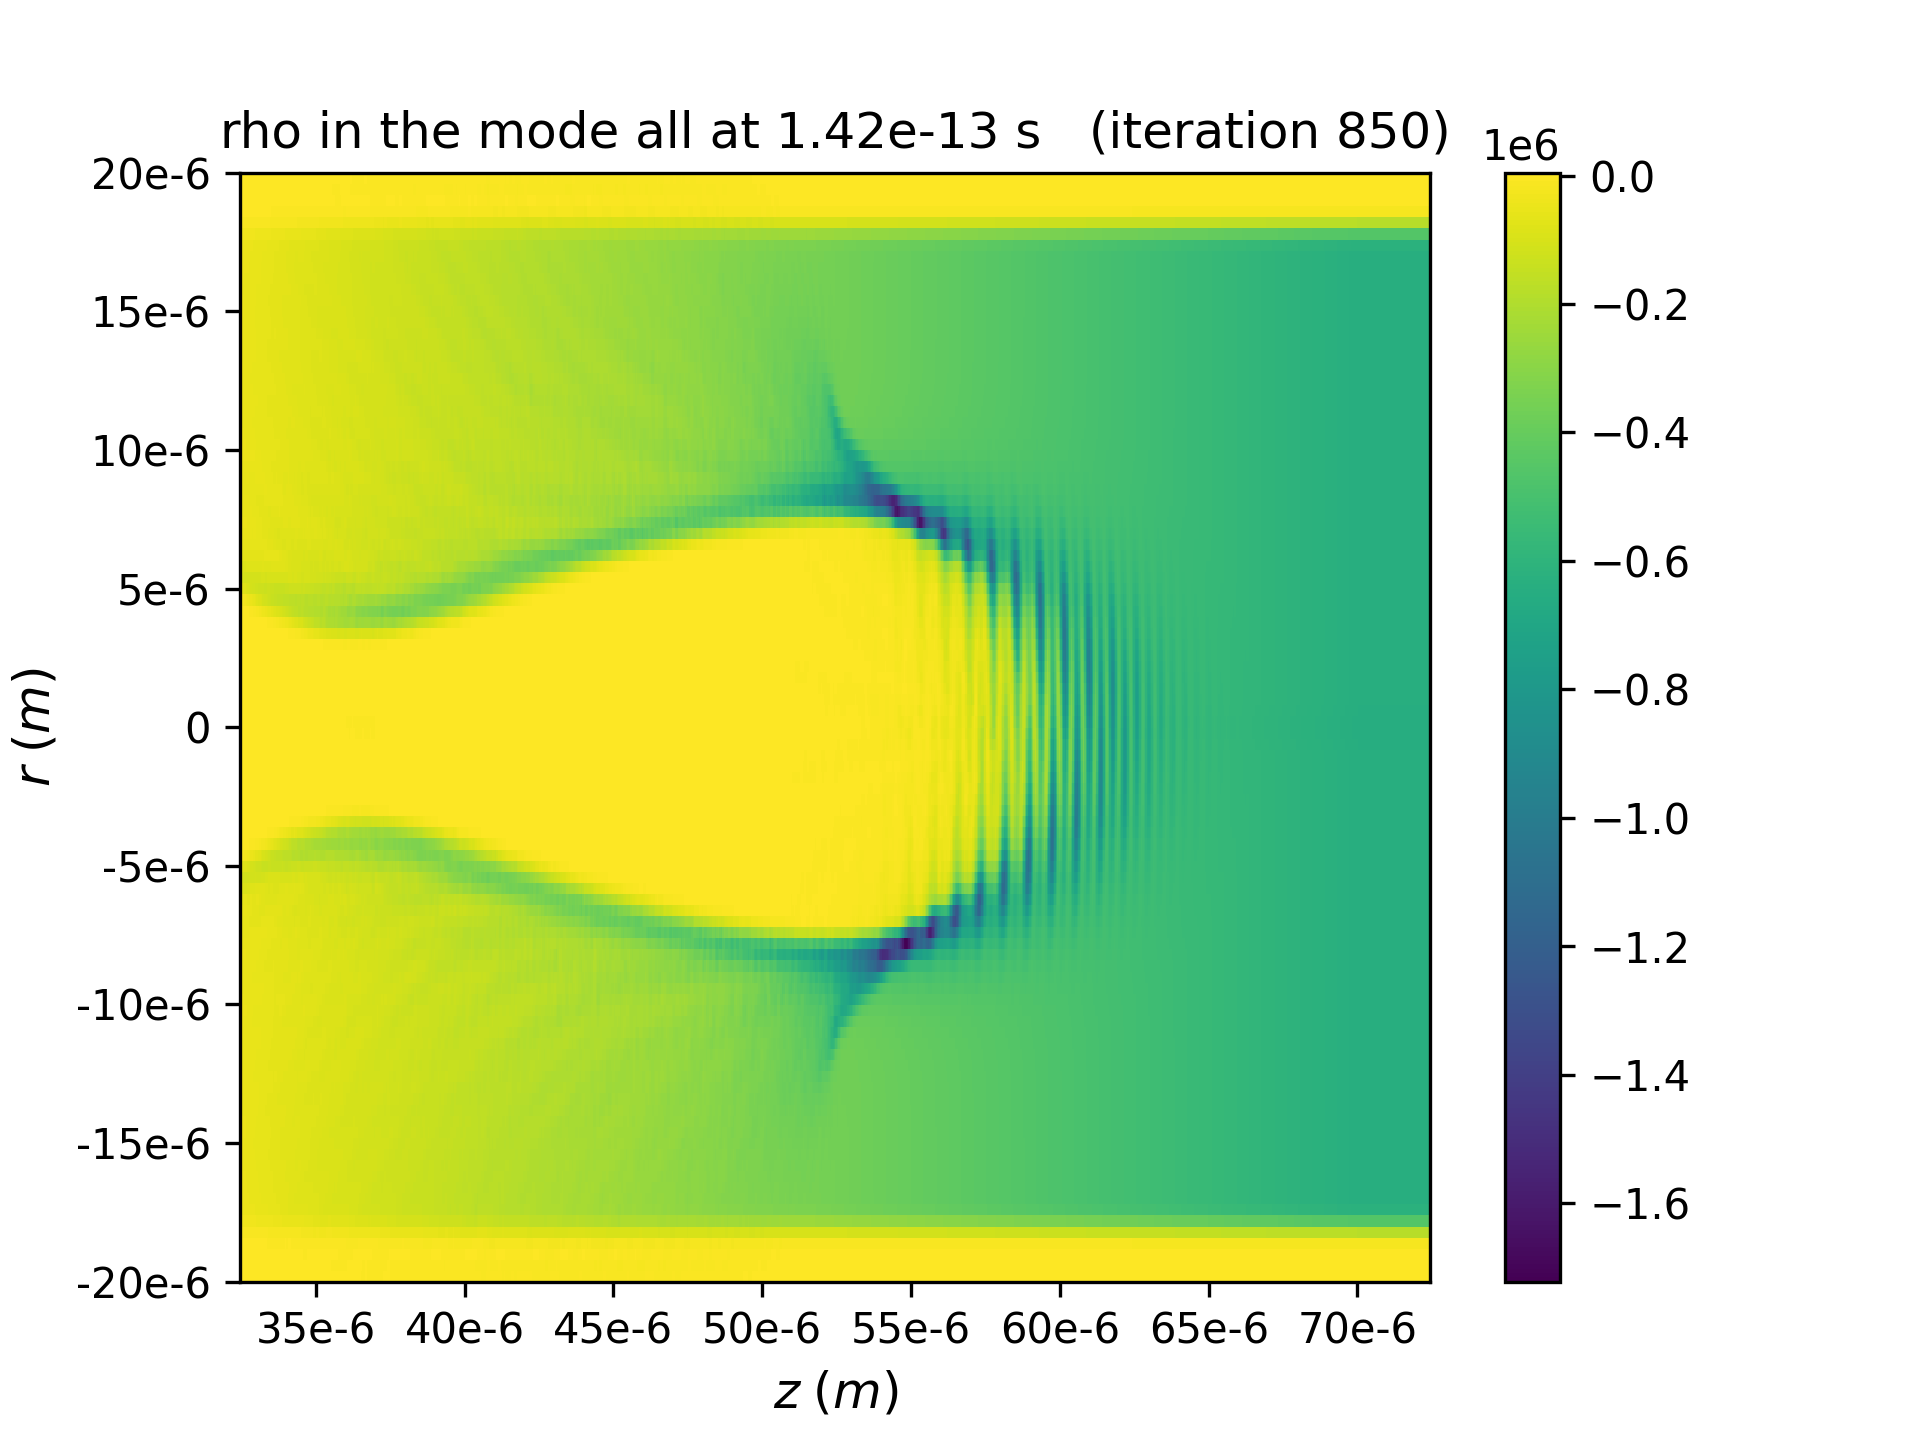 rho in the mode all at 1.42e-13 s (iteration 850)
1e6
20e-6
15e-6
10e-6
5e-6
0
-5e-6
-10e-6
-15e-6
-20e-6
r (m)
35e-6 40e-6 45e-6 50e-6 55e-6 60e-6 65e-6 70e-6
z (m)
0.0
−0.2
−0.4
−0.6
−0.8
−1.0
−1.2
−1.4
−1.6